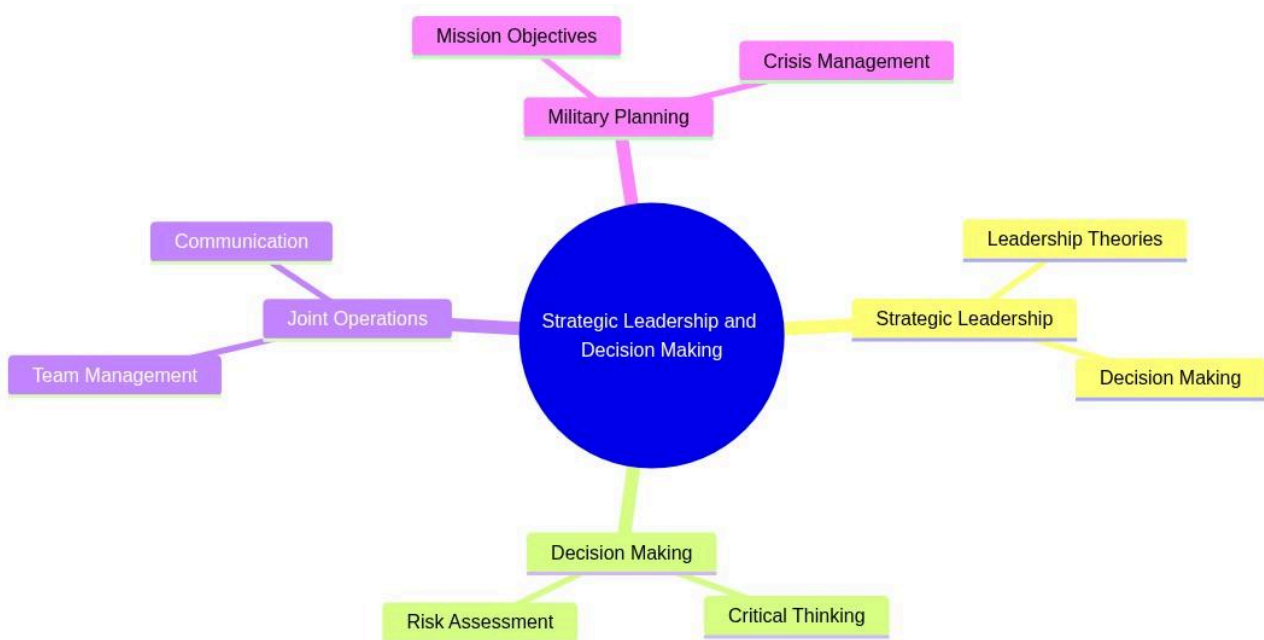 Mission Objectives
Crisis Management
Military Planning
Communication
Leadership Theories
Joint Operations
Strategic Leadership and
Decision Making
Strategic Leadership
Team Management
Decision Making
Decision Making
Risk Assessment
Critical Thinking